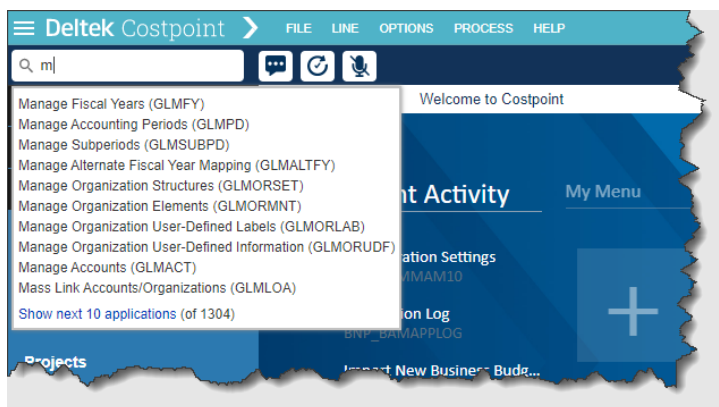 Deltek Costpoint FILE LINE OPTIONS PROCESS HELP
m
Welcome to Costpoint
Manage Fiscal Years (GLMFY)
Manage Accounting Periods (GLMPD)
Manage Subperiods (GLMSUBPD)
Manage Alternate Fiscal Year Mapping (GLMALTFY)
Manage Organization Structures (GLMORSET)
Manage Organization Elements (GLMORMNT)
Manage Organization User-Defined Labels (GLMORLAB)
Manage Organization User-Defined Information (GLMORUDF)
Manage Accounts (GLMACT)
Mass Link Accounts/Organizations (GLMLOA)
Show next 10 applications (of 1304)
Projects
nt Activity
ration Settings
MMAM10
ion Log
BNP_BAMAPPLOG
Import New Business Budg...
My Menu